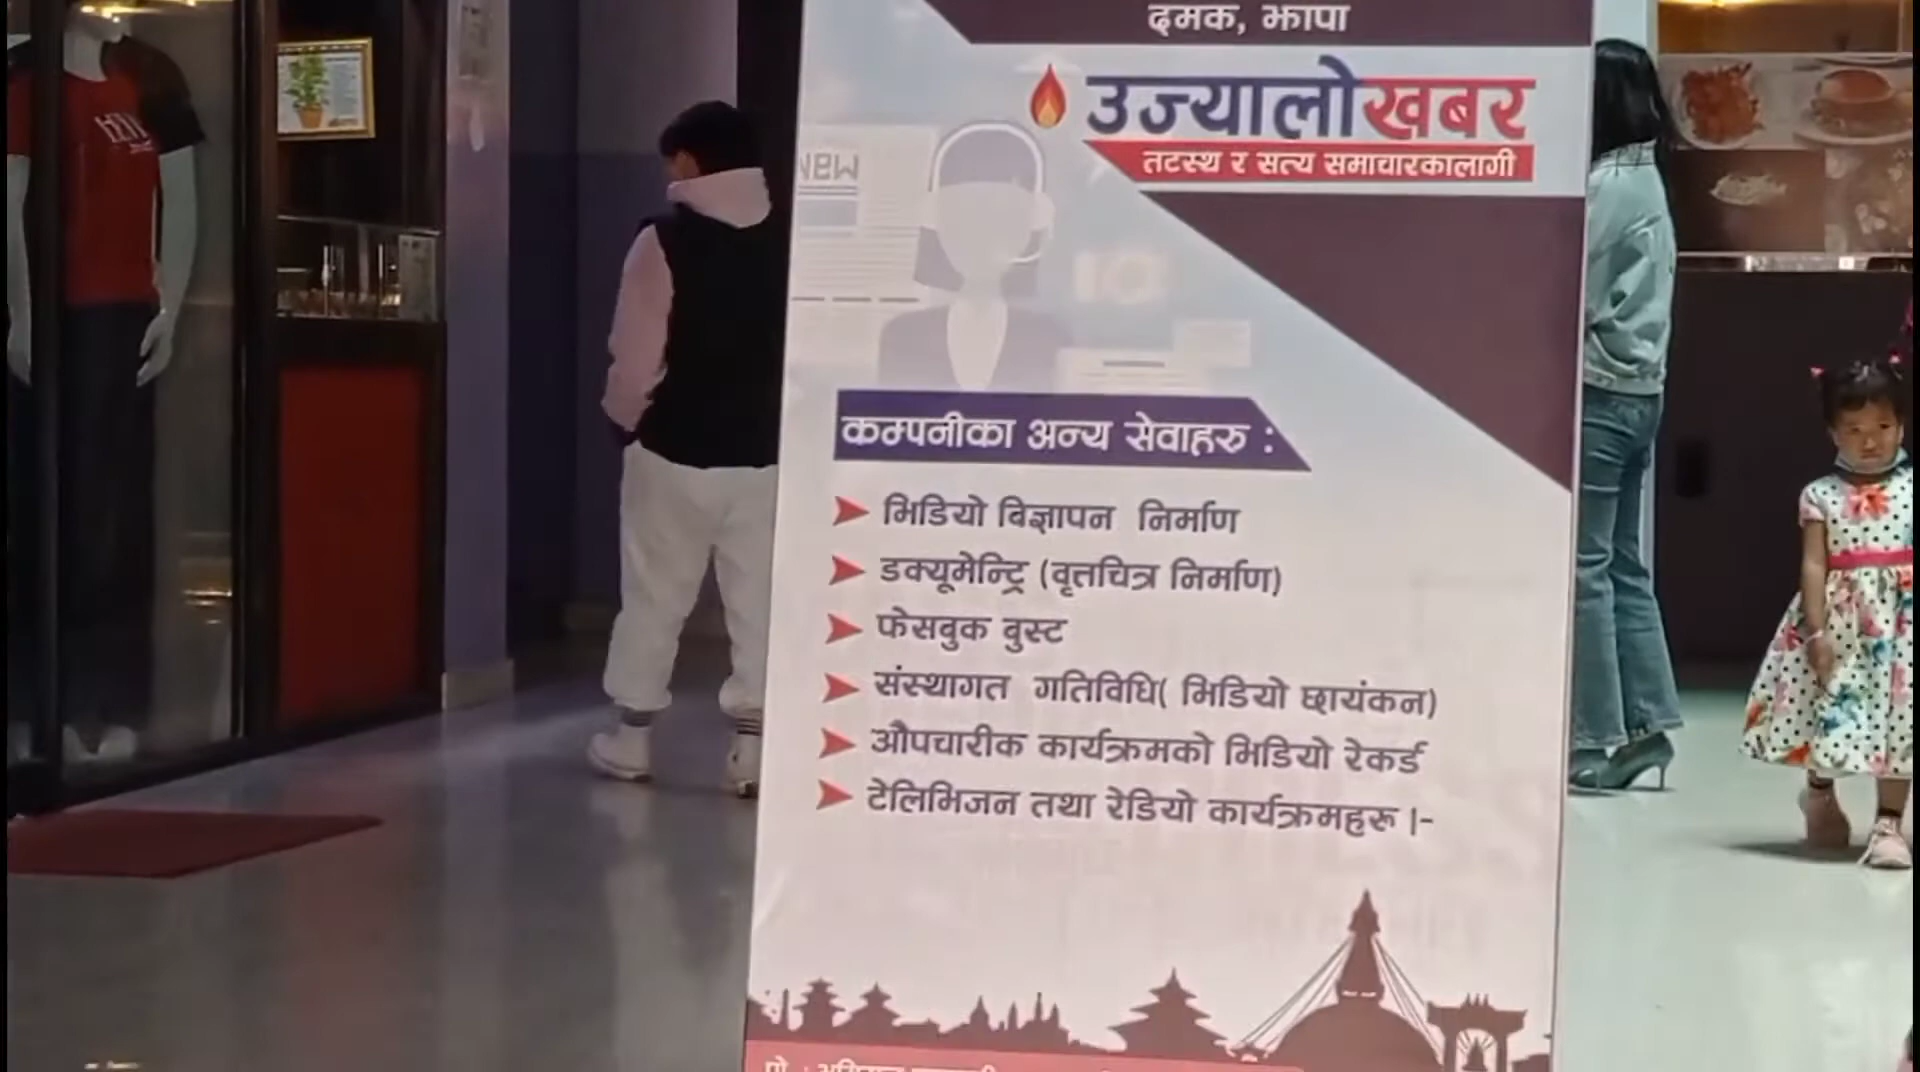 दमक, झापा
उज्यालोखबर
तटस्थ र सत्य समाचारकालागी
NEW
कम्पनीका अन्य सेवाहरु :
भिडियो विज्ञापन निर्माण
डक्यूमेन्ट्रि (वृत्तचित्र निर्माण)
फेसबुक बुस्ट
संस्थागत गतिविधि( भिडियो छायंकन)
औपचारीक कार्यक्रमको भिडियो रेकर्ड
टेलिभिजन तथा रेडियो कार्यक्रमहरू ।-